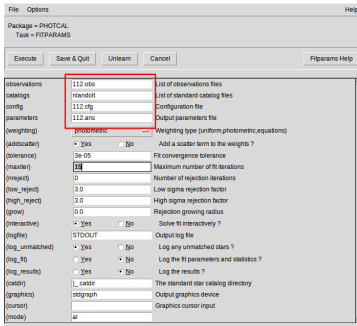 File Options Help
Package = PHOTCAL
Task = FITPARAMS
Execute Save & Quit Unlearn Cancel Fitparams Help
observations 112.obs List of observations files
catalogs nlandolt List of standard catalog files
config 112.cfg Configuration file
parameters 112.ans Output parameters file
(weighting) photometric Weighting type (uniform,photometric,equations)
(addscatter) Yes No Add a scatter term to the weights ?
(tolerance) 3e-05 Fit convergence tolerance
(maxiter) 15 Maximum number of fit iterations
(nreject) 0 Number of rejection iterations
(low_reject) 3.0 Low sigma rejection factor
(high_reject) 3.0 High sigma rejection factor
(grow) 0.0 Rejection growing radius
(interactive) Yes No Solve fit interactively ?
(logfile) STDOUT Output log file
(log_unmatched) Yes No Log any unmatched stars ?
(log_fit) Yes No Log the fit parameters and statistics ?
(log_results) Yes No Log the results ?
(catdir) )_.catdir The standard star catalog directory
(graphics) stdgraph Output graphics device
(cursor) Graphics cursor input
(mode) al